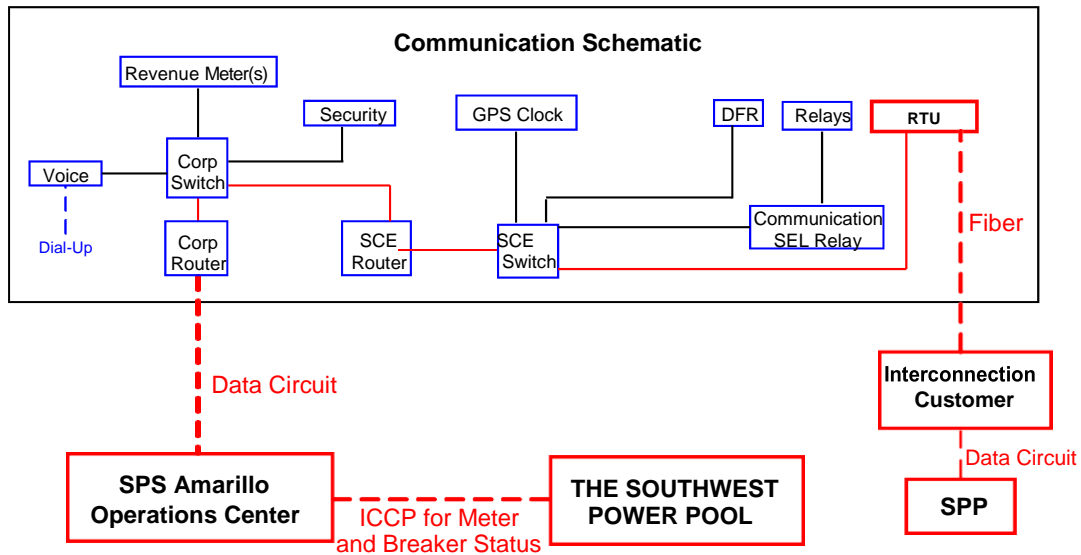 Communication Schematic
Revenue Meter(s)
Security
GPS Clock
DFR
Relays
RTU
Voice
Corp
Switch
Dial-Up
Corp
Router
SCE
Router
SCE
Switch
Communication
SEL Relay
Fiber
Data Circuit
Interconnection
Customer
Data Circuit
SPP
SPS Amarillo
Operations Center
ICCP for Meter
and Breaker Status
THE SOUTHWEST
POWER POOL